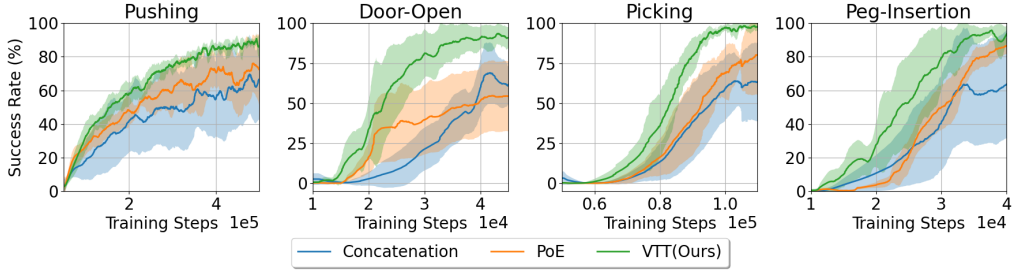 Pushing
Door-Open
Picking
Peg-Insertion
Success Rate (%)
100
80
60
40
20
0
2
4
Training Steps 1e5
100
75
50
25
0
1
2
3
4
Training Steps 1e4
100
75
50
25
0
0.6
0.8
1.0
Training Steps 1e5
100
80
60
40
20
0
1
2
3
4
Training Steps 1e4
Concatenation
PoE
VTT(Ours)